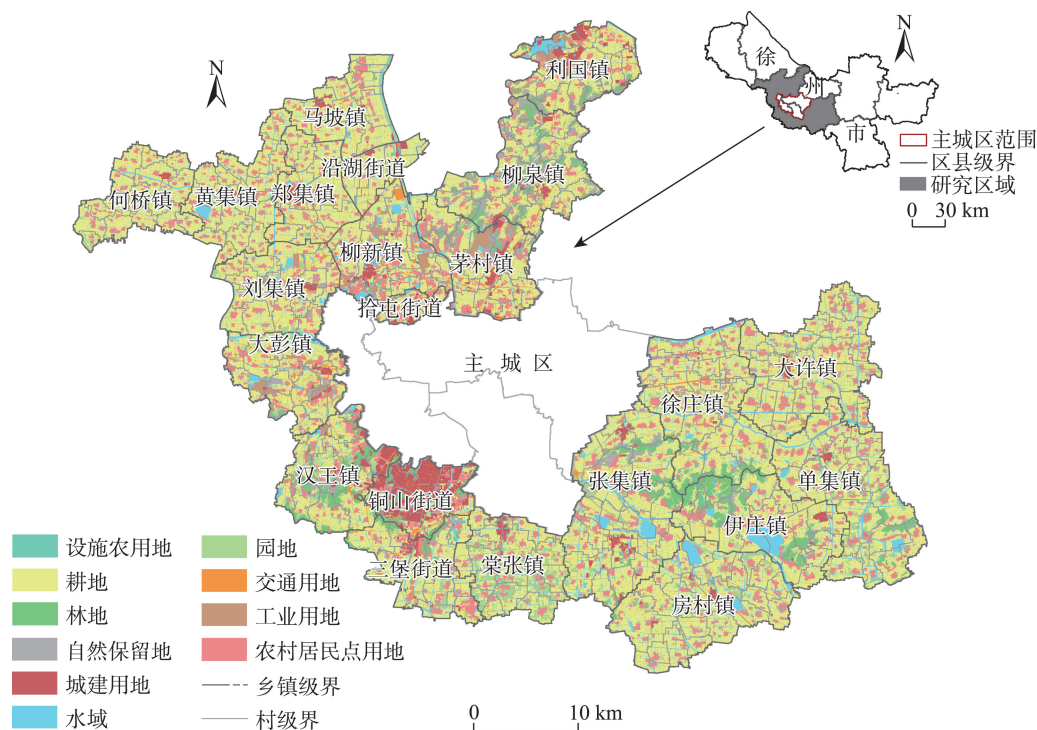 N
徐
州
市
N
主城区范围
区县级界
研究区域
0 30 km
利国镇
马坡镇
沿湖街道
柳泉镇
何桥镇
黄集镇
郑集镇
柳新镇
茅村镇
刘集镇
拾屯街道
大彭镇
主 城 区
大许镇
徐庄镇
汉王镇
铜山街道
张集镇
单集镇
伊庄镇
三堡街道
棠张镇
房村镇
设施农用地
园地
耕地
交通用地
林地
工业用地
自然保留地
农村居民点用地
城建用地
乡镇级界
水域
村级界
0 10 km